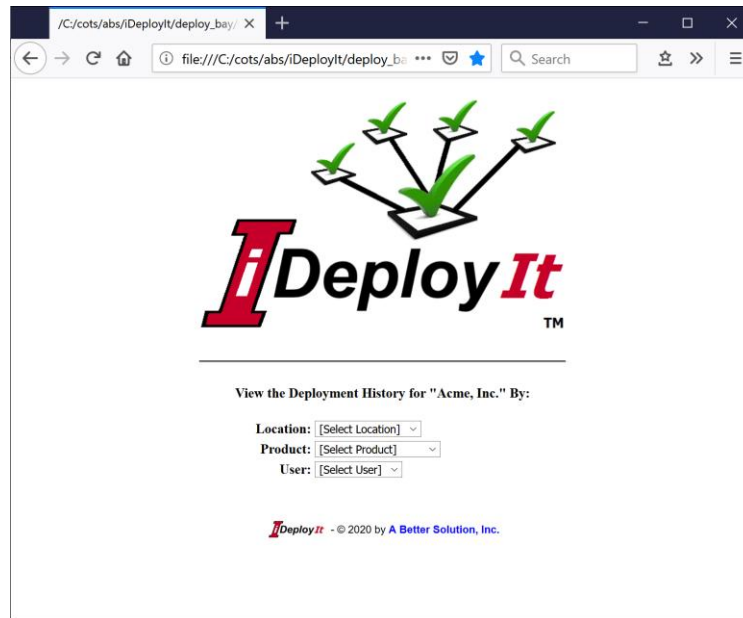 /C:/cots/abs/iDeployIt/deploy_bay/
file:///C:/cots/abs/iDeployIt/deploy_ba
Search
iDeployIt
TM
View the Deployment History for "Acme, Inc." By:
Location: [Select Location]
Product: [Select Product]
User: [Select User]
iDeployIt - © 2020 by A Better Solution, Inc.